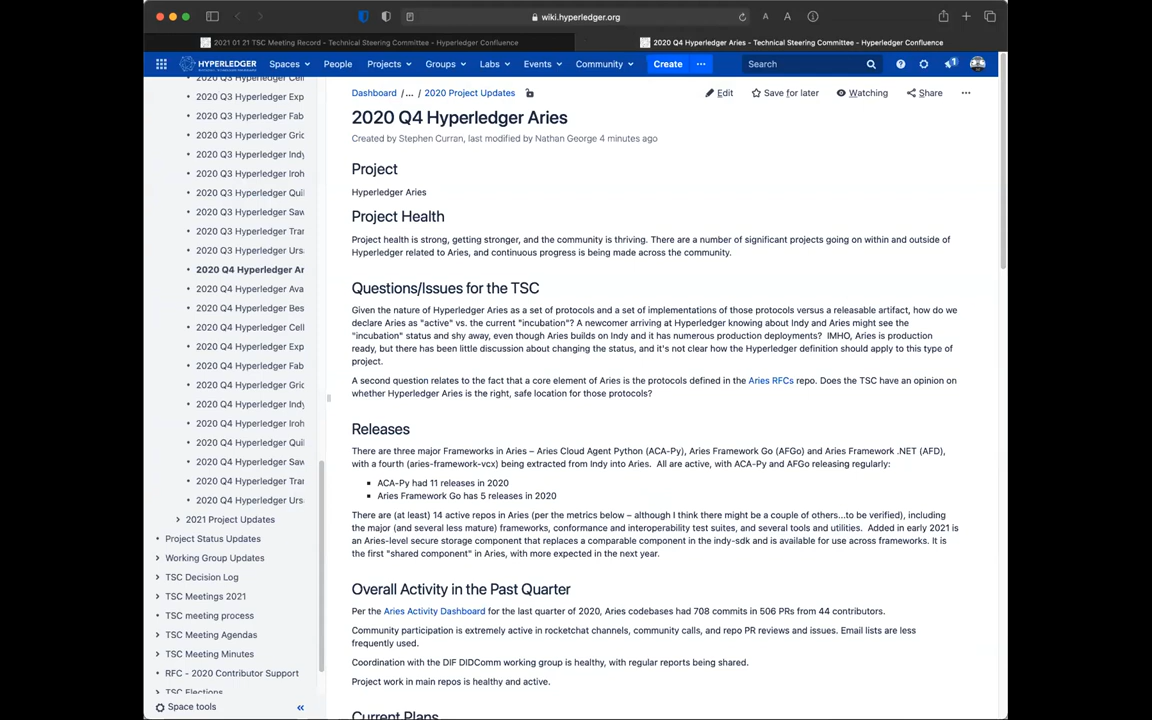 wiki.hyperledger.org
A
A
2021 01 21 TSC Meeting Record - Technical Steering Committee - Hyperledger Confluence
2020 Q4 Hyperledger Aries - Technical Steering Committee - Hyperledger Confluence
HYPERLEDGER Spaces People Projects Groups Labs Events Community Create ... Search 1
2020 Q3 Hyperledger Cell
2020 Q3 Hyperledger Exp
2020 Q3 Hyperledger Fab
2020 Q3 Hyperledger Grid
2020 Q3 Hyperledger Indy
2020 Q3 Hyperledger Iroh
2020 Q3 Hyperledger Quil
2020 Q3 Hyperledger Saw
2020 Q3 Hyperledger Tran
2020 Q3 Hyperledger Urs
2020 Q4 Hyperledger Ar
2020 Q4 Hyperledger Ava
2020 Q4 Hyperledger Bes
2020 Q4 Hyperledger Cell
2020 Q4 Hyperledger Exp
2020 Q4 Hyperledger Fab
2020 Q4 Hyperledger Grid
2020 Q4 Hyperledger Indy
2020 Q4 Hyperledger Iroh
2020 Q4 Hyperledger Quil
2020 Q4 Hyperledger Saw
2020 Q4 Hyperledger Tran
2020 Q4 Hyperledger Urs
2021 Project Updates
Project Status Updates
Working Group Updates
TSC Decision Log
TSC Meetings 2021
TSC meeting process
TSC Meeting Agendas
TSC Meeting Minutes
RFC - 2020 Contributor Support
TSC Elections
Space tools «
Dashboard /... / 2020 Project Updates
Edit Save for later Watching Share ...
2020 Q4 Hyperledger Aries
Created by Stephen Curran, last modified by Nathan George 4 minutes ago
Project
Hyperledger Aries
Project Health
Project health is strong, getting stronger, and the community is thriving. There are a number of significant projects going on within and outside of
Hyperledger related to Aries, and continuous progress is being made across the community.
Questions/Issues for the TSC
Given the nature of Hyperledger Aries as a set of protocols and a set of implementations of those protocols versus a releasable artifact, how do we
declare Aries as "active" vs. the current "incubation"? A newcomer arriving at Hyperledger knowing about Indy and Aries might see the
"incubation" status and shy away, even though Aries builds on Indy and it has numerous production deployments? IMHO, Aries is production
ready, but there has been little discussion about changing the status, and it's not clear how the Hyperledger definition should apply to this type of
project.
A second question relates to the fact that a core element of Aries is the protocols defined in the Aries RFCs repo. Does the TSC have an opinion on
whether Hyperledger Aries is the right, safe location for those protocols?
Releases
There are three major Frameworks in Aries – Aries Cloud Agent Python (ACA-Py), Aries Framework Go (AFGo) and Aries Framework .NET (AFD),
with a fourth (aries-framework-vcx) being extracted from Indy into Aries. All are active, with ACA-Py and AFGo releasing regularly:
ACA-Py had 11 releases in 2020
Aries Framework Go has 5 releases in 2020
There are (at least) 14 active repos in Aries (per the metrics below – although I think there might be a couple of others...to be verified), including
the major (and several less mature) frameworks, conformance and interoperability test suites, and several tools and utilities. Added in early 2021 is
an Aries-level secure storage component that replaces a comparable component in the indy-sdk and is available for use across frameworks. It is
the first "shared component" in Aries, with more expected in the next year.
Overall Activity in the Past Quarter
Per the Aries Activity Dashboard for the last quarter of 2020, Aries codebases had 708 commits in 506 PRs from 44 contributors.
Community participation is extremely active in rocketchat channels, community calls, and repo PR reviews and issues. Email lists are less
frequently used.
Coordination with the DIF DIDComm working group is healthy, with regular reports being shared.
Project work in main repos is healthy and active.
Current Plans